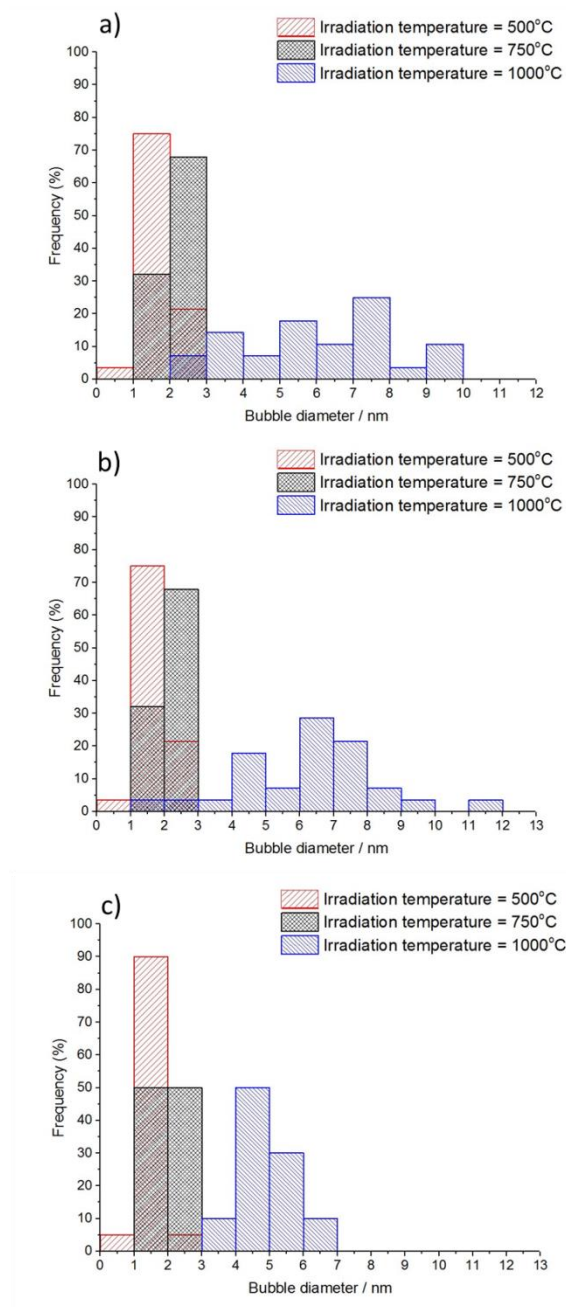 a)
Irradiation temperature = 500°C
Irradiation temperature = 750°C
Irradiation temperature = 1000°C
100
90
80
70
60
50
40
30
20
10
0
Frequency (%)
0 1 2 3 4 5 6 7 8 9 10 11 12
Bubble diameter / nm
b)
Irradiation temperature = 500°C
Irradiation temperature = 750°C
Irradiation temperature = 1000°C
100
90
80
70
60
50
40
30
20
10
0
Frequency (%)
0 1 2 3 4 5 6 7 8 9 10 11 12 13
Bubble diameter / nm
c)
Irradiation temperature = 500°C
Irradiation temperature = 750°C
Irradiation temperature = 1000°C
100
90
80
70
60
50
40
30
20
10
0
Frequency (%)
0 1 2 3 4 5 6 7 8 9 10 11 12 13
Bubble diameter / nm